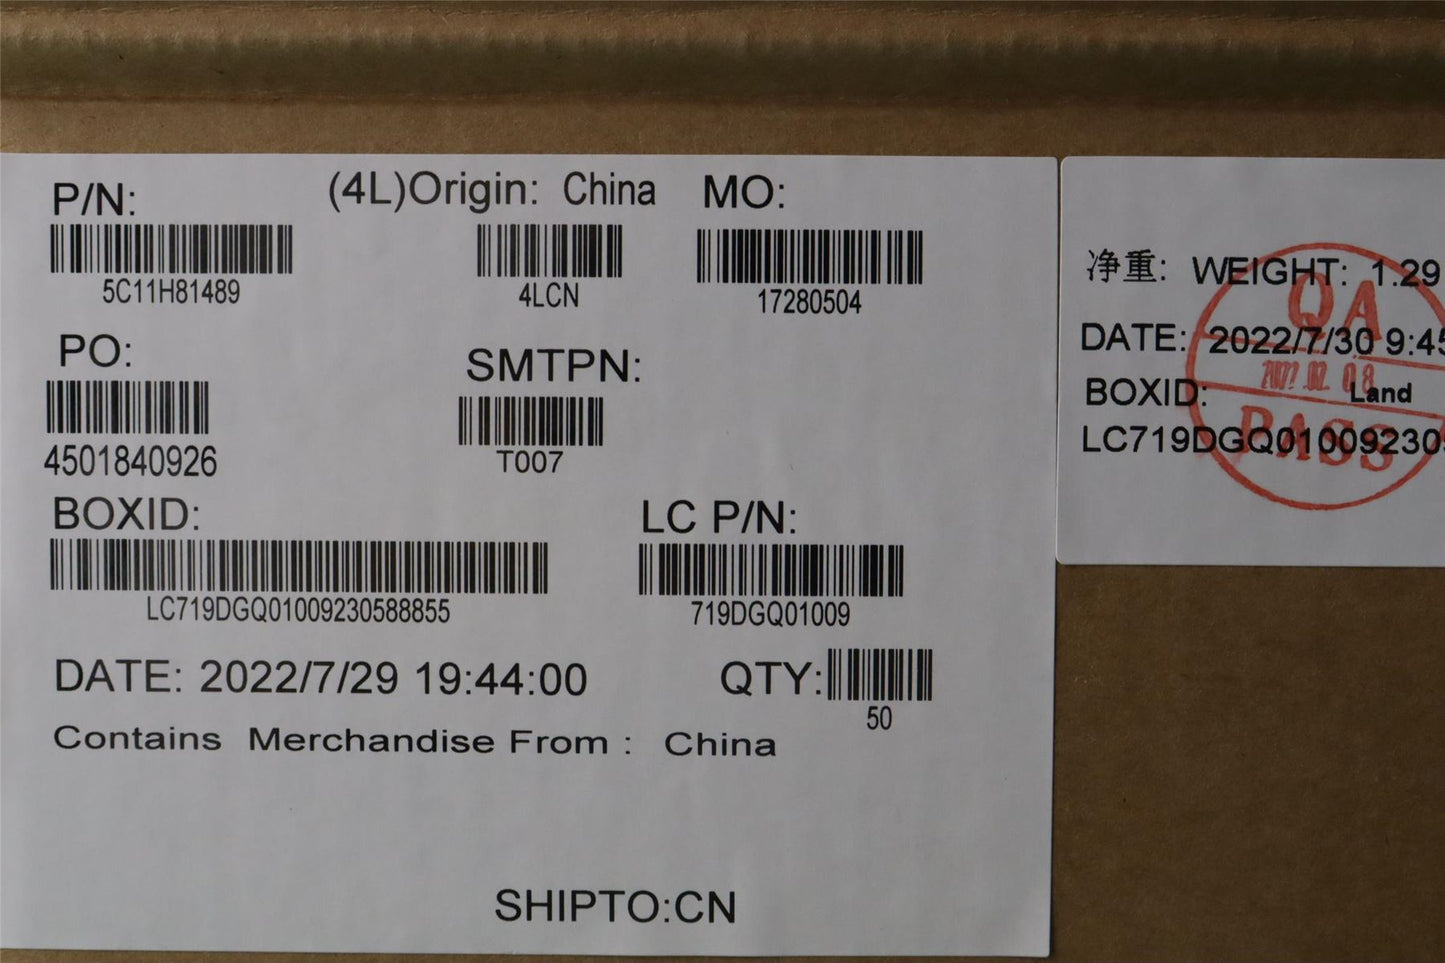 P/N:
5C11H81489
(4L)Origin: China
4LCN
MO:
17280504
PO:
4501840926
SMTPN:
T007
BOXID:
LC719DGQ01009230588855
LC P/N:
719DGQ01009
DATE: 2022/7/29 19:44:00
QTY:
50
Contains Merchandise From : China
SHIPTO:CN
净重: WEIGHT: 1.29
DATE: 2022/7/30 9:45
BOXID: Land
LC719DGQ010092305
QA
PASS